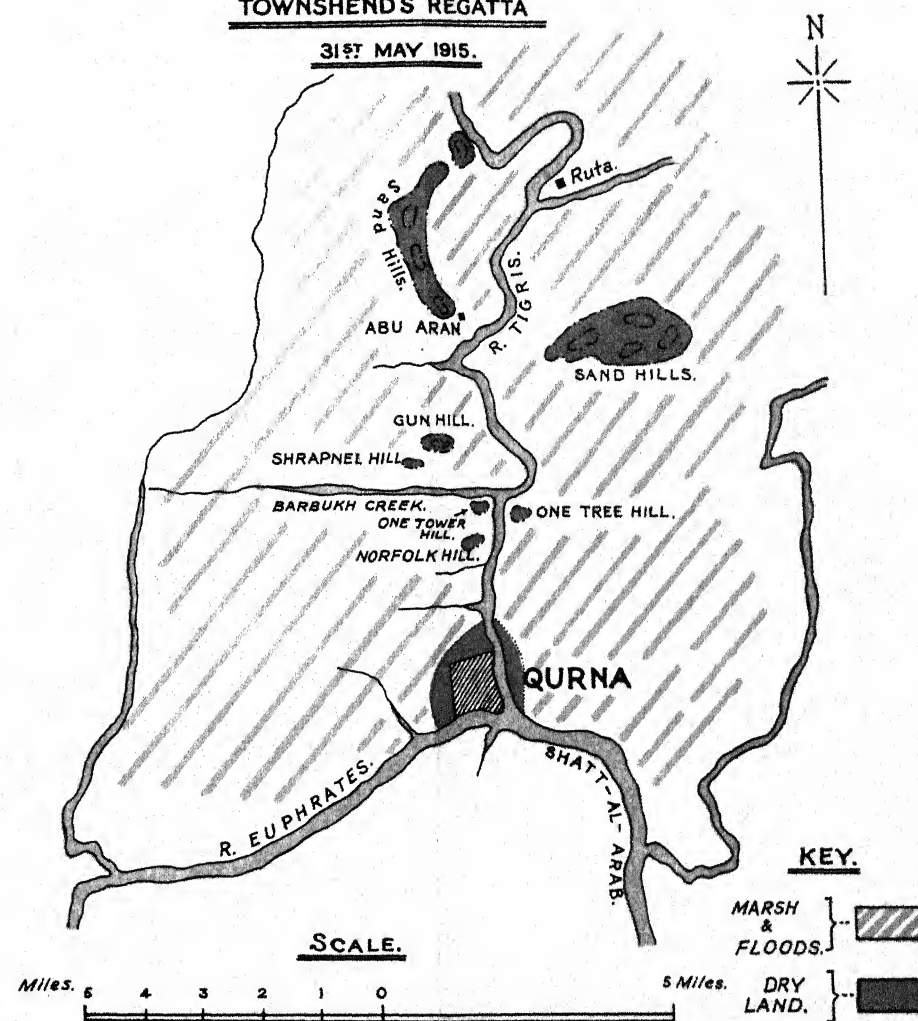 TOWNSHEND'S REGATTA
31ST MAY 1915.
N
Ruta.
Sand
Hills.
R. TIGRIS.
ABU ARAN
SAND HILLS.
GUN HILL.
SHRAPNEL HILL
BARBUKH CREEK.
ONE TOWER
HILL.
ONE TREE HILL.
NORFOLK HILL.
QURNA
SHATT-AL-ARAB.
R. EUPHRATES.
KEY.
MARSH
&
FLOODS.
DRY
LAND.
SCALE.
Miles. 5 4 3 2 1 0 5 Miles.